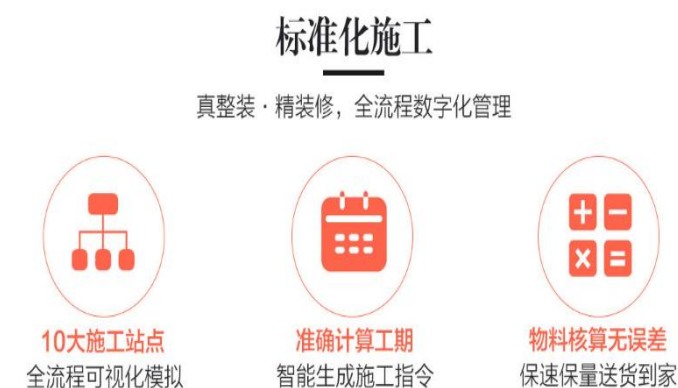 标准化施工
真整装·精装修，全流程数字化管理
10大施工站点
全流程可视化模拟
准确计算工期
智能生成施工指令
物料核算无误差
保速保量送货到家